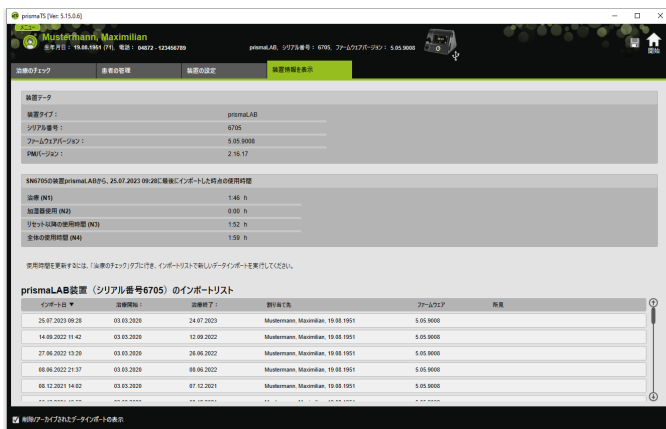 prismaTS [Ver: 5.15.0.6]
メニュー
Mustermann, Maximilian
生年月日： 19.08.1951 (71), 電話： 04872 - 123456789
prismaLAB, シリアル番号： 6705, ファームウェアバージョン： 5.05.9008
開始
治療のチェック 患者の管理 装置の設定 装置情報を表示
装置データ
装置タイプ： prismaLAB
シリアル番号： 6705
ファームウェアバージョン： 5.05.9008
PMバージョン： 2.16.17
SN6705の装置prismaLABから、25.07.2023 09:28に最後にインポートした時点の使用時間
治療 (N1) 1:46 h
加湿器使用 (N2) 0:00 h
リセット以降の使用時間 (N3) 1:52 h
全体の使用時間 (N4) 1:59 h
使用時間を更新するには、「治療のチェック」タブに行き、インポートリストで新しいデータインポートを実行してください。
prismaLAB装置 （シリアル番号6705） のインポートリスト
インポート日 ▼ 治療開始： 治療終了： 割り当て先 ファームウェア 所見
25.07.2023 09:28 03.03.2020 24.07.2023 Mustermann, Maximilian, 19.08.1951 5.05.9008
14.09.2022 11:42 03.03.2020 12.09.2022 Mustermann, Maximilian, 19.08.1951 5.05.9008
27.06.2022 13:20 03.03.2020 26.06.2022 Mustermann, Maximilian, 19.08.1951 5.05.9008
08.06.2022 21:37 03.03.2020 08.06.2022 Mustermann, Maximilian, 19.08.1951 5.05.9008
08.12.2021 14:02 03.03.2020 07.12.2021 Mustermann, Maximilian, 19.08.1951 5.05.9008
削除/アーカイブされたデータインポートの表示